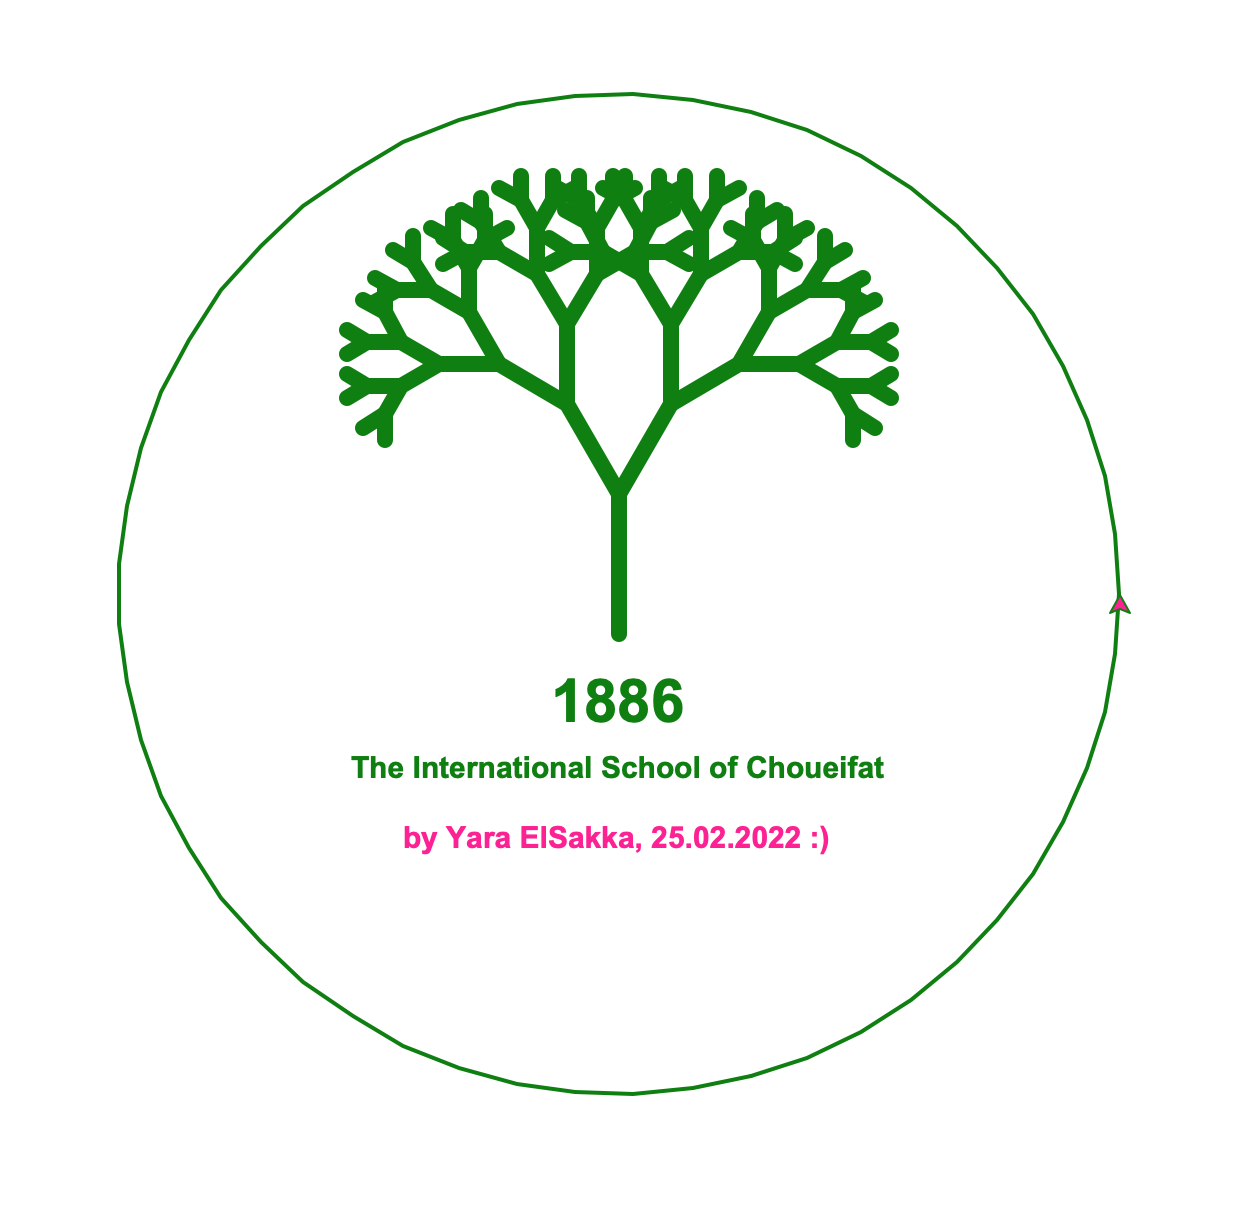 1886
The International School of Choueifat
by Yara ElSakka, 25.02.2022 :)